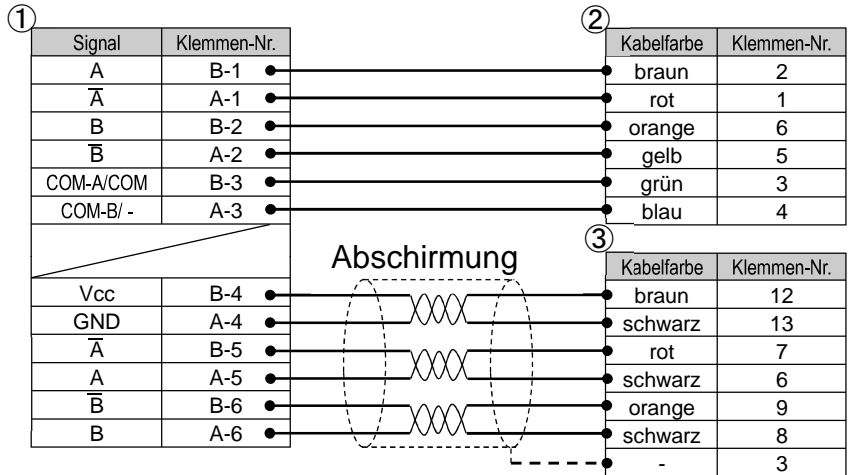 ①
Signal Klemmen-Nr.
A B-1
A̅ A-1
B B-2
B̅ A-2
COM-A/COM B-3
COM-B/ - A-3
Vcc B-4
GND A-4
A̅ B-5
A A-5
B̅ B-6
B A-6
Abschirmung
②
Kabelfarbe Klemmen-Nr.
braun 2
rot 1
orange 6
gelb 5
grün 3
blau 4
③
Kabelfarbe Klemmen-Nr.
braun 12
schwarz 13
rot 7
schwarz 6
orange 9
schwarz 8
- 3